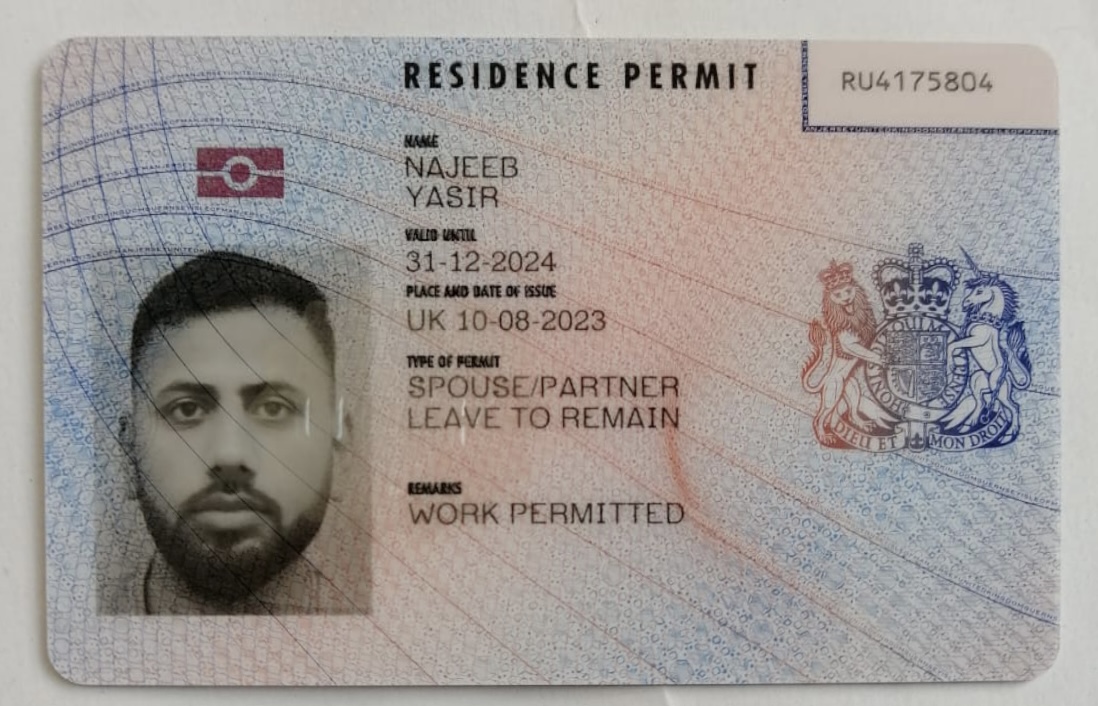 RESIDENCE PERMIT
RU4175804
NAME
NAJEEB
YASIR
VALID UNTIL
31-12-2024
PLACE AND DATE OF ISSUE
UK 10-08-2023
TYPE OF PERMIT
SPOUSE/PARTNER
LEAVE TO REMAIN
REMARKS
WORK PERMITTED
DIEU ET MON DROIT